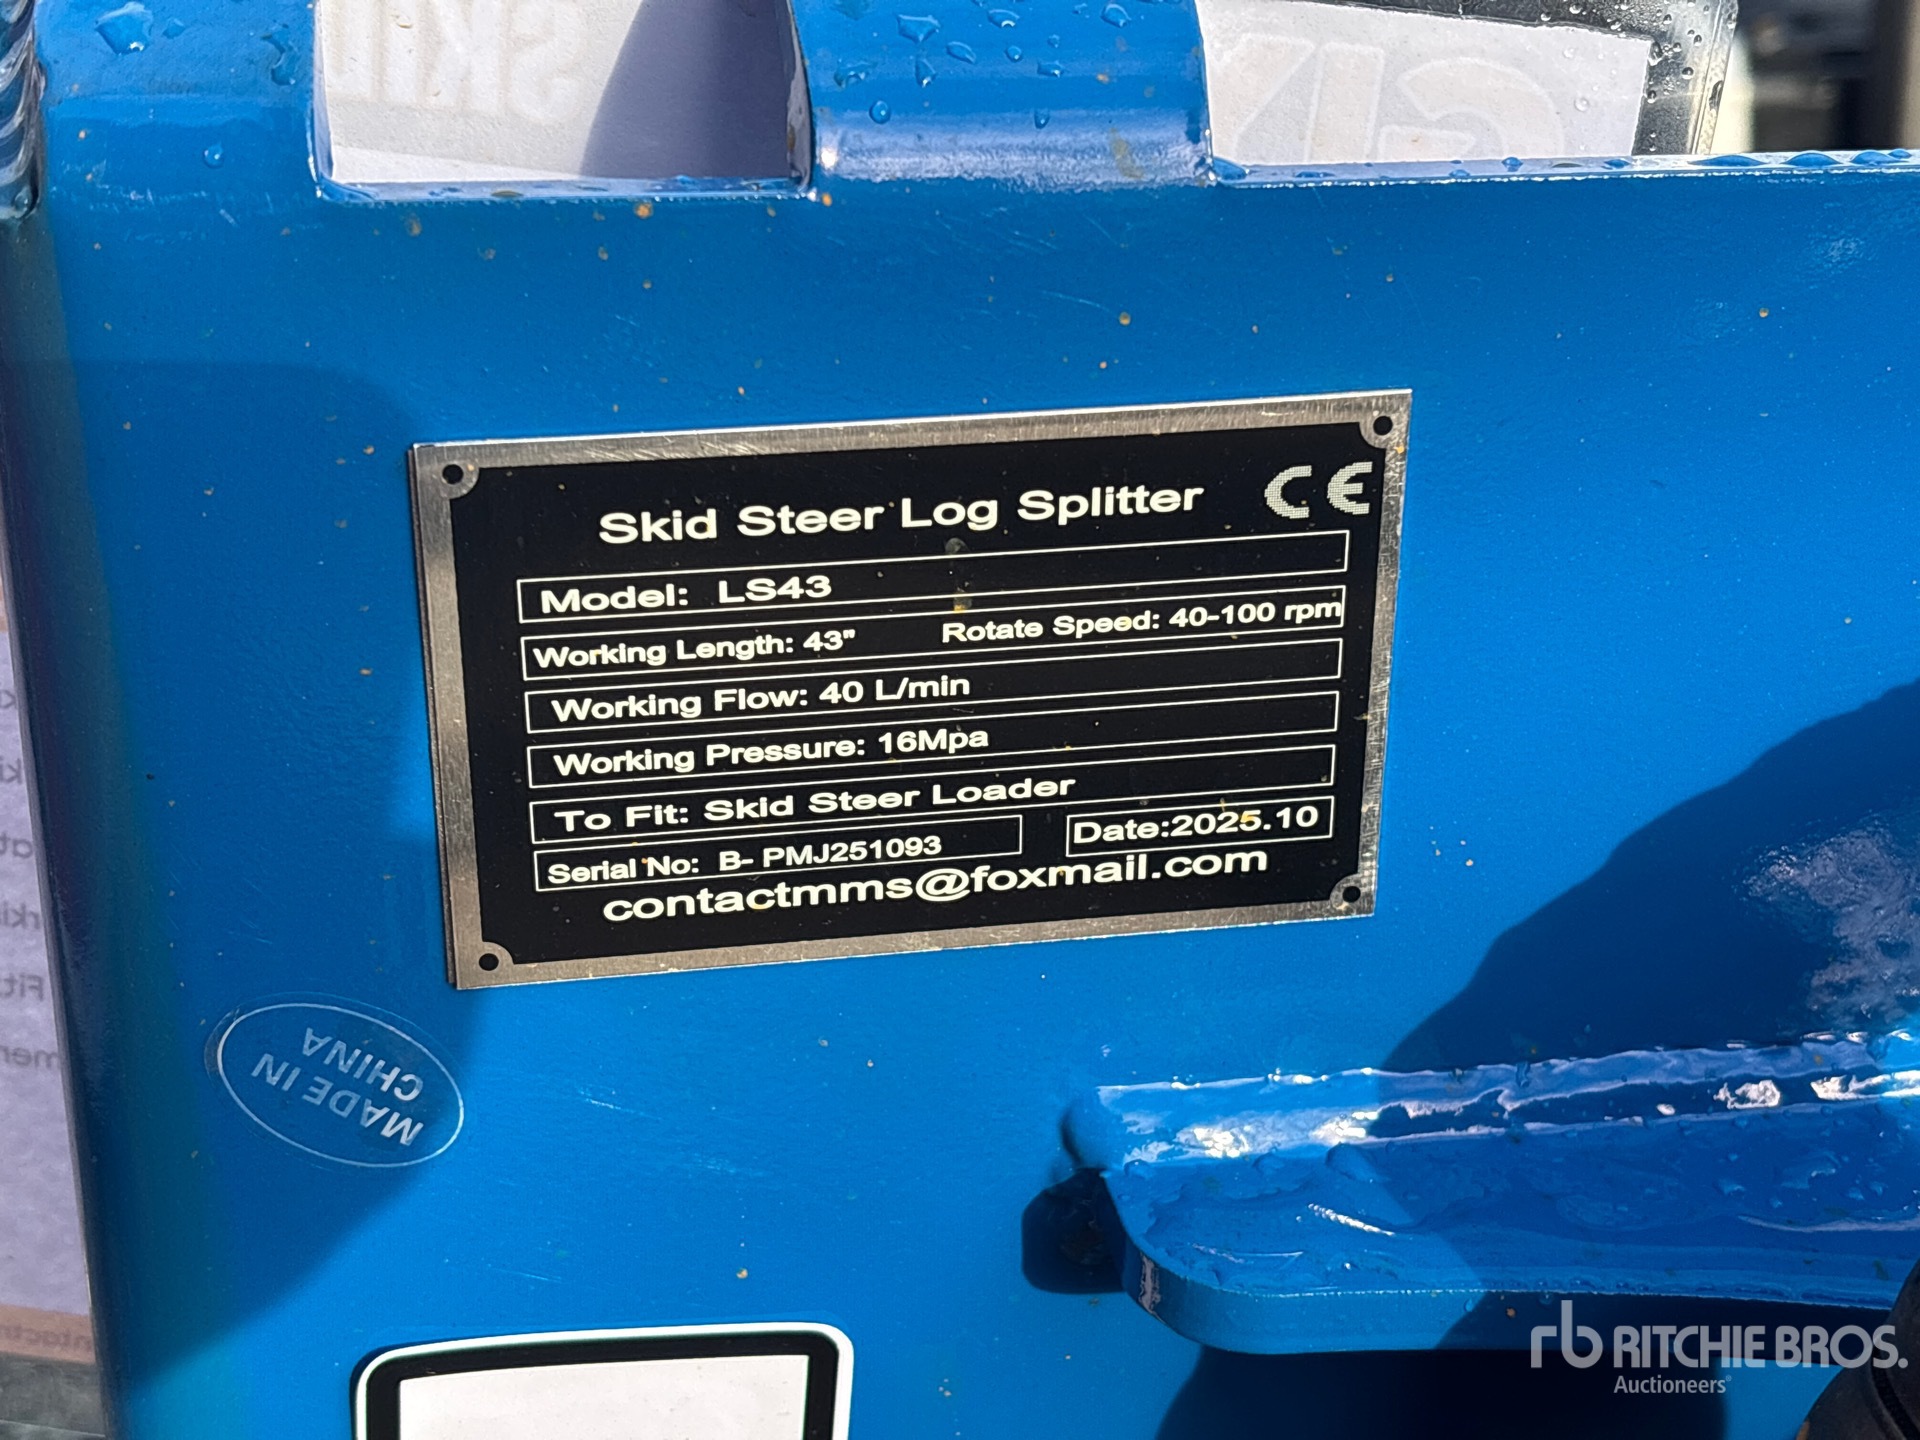 Skid Steer Log Splitter CE
Model: LS43
Working Length: 43" Rotate Speed: 40-100 rpm
Working Flow: 40 L/min
Working Pressure: 16Mpa
To Fit: Skid Steer Loader
Serial No: B- PMJ251093 Date:2025.10
contactmms@foxmail.com
MADE IN
CHINA
rb RITCHIE BROS.
Auctioneers